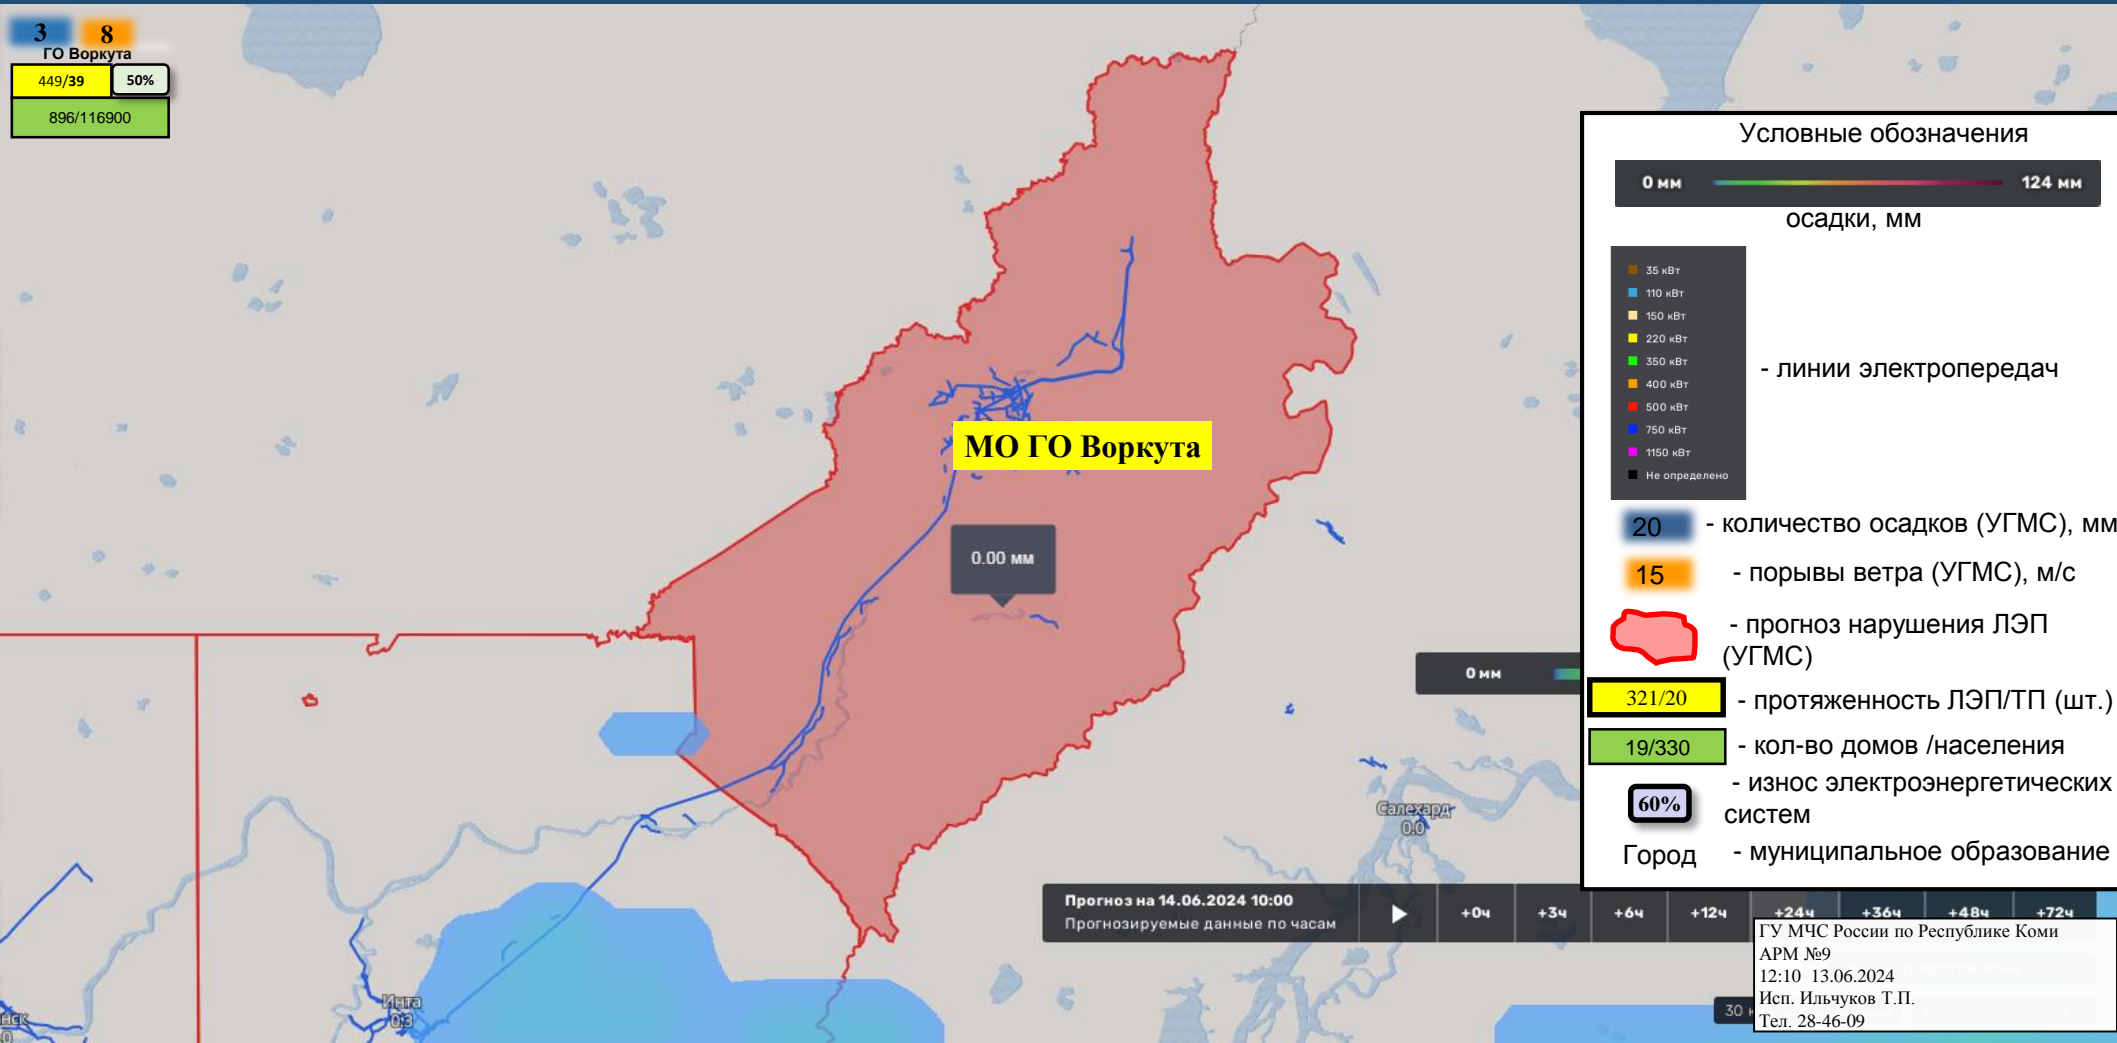 3 8
ГО Воркута
449/39 50%
896/116900
МО ГО Воркута
0.00 мм
0 мм
Салехард
0.0
Инта
0.3
нск
.0
Прогноз на 14.06.2024 10:00
Прогнозируемые данные по часам
+0ч +3ч +6ч +12ч +24ч +36ч +48ч +72ч
30
Условные обозначения
0 мм 124 мм
осадки, мм
35 кВт
110 кВт
150 кВт
220 кВт
350 кВт
400 кВт
500 кВт
750 кВт
1150 кВт
Не определено
- линии электропередач
20 - количество осадков (УГМС), мм
15 - порывы ветра (УГМС), м/с
- прогноз нарушения ЛЭП
(УГМС)
321/20 - протяженность ЛЭП/ТП (шт.)
19/330 - кол-во домов /населения
- износ электроэнергетических
60%
систем
Город - муниципальное образование
ГУ МЧС России по Республике Коми
АРМ №9
12:10 13.06.2024
Исп. Ильчуков Т.П.
Тел. 28-46-09